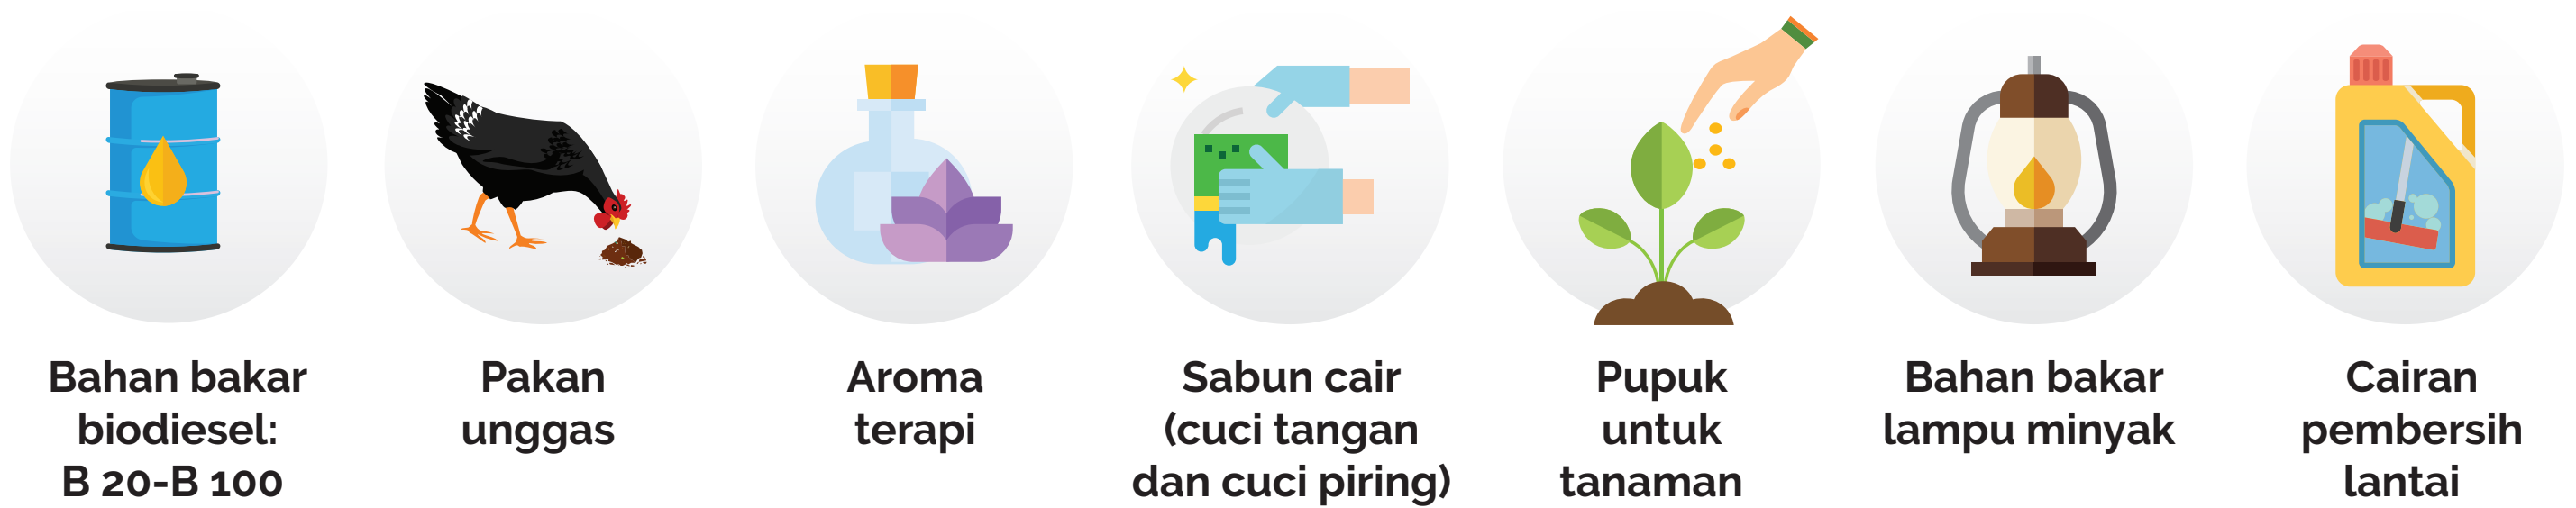 Bahan bakar
biodiesel:
B 20-B 100
Pakan
unggas
Aroma
terapi
Sabun cair
(cuci tangan
dan cuci piring)
Pupuk
untuk
tanaman
Bahan bakar
lampu minyak
Cairan
pembersih
lantai